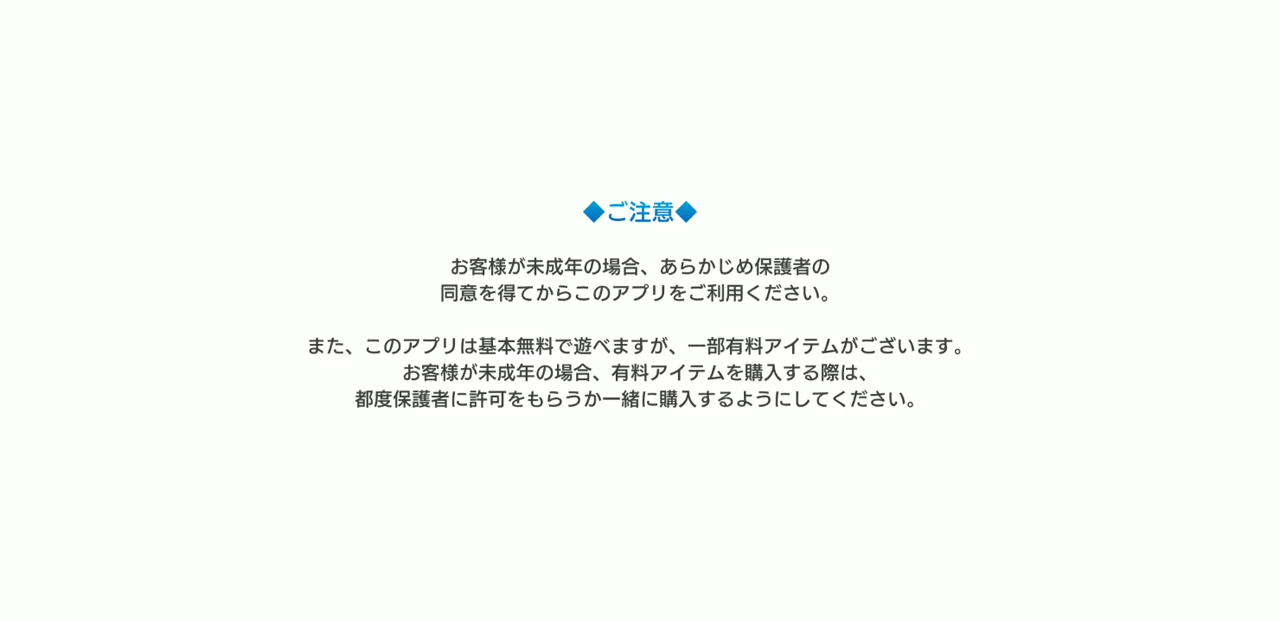 ◆ご注意◆
お客様が未成年の場合、あらかじめ保護者の
同意を得てからこのアプリをご利用ください。
また、このアプリは基本無料で遊べますが、一部有料アイテムがございます。
お客様が未成年の場合、有料アイテムを購入する際は、
都度保護者に許可をもらうか一緒に購入するようにしてください。